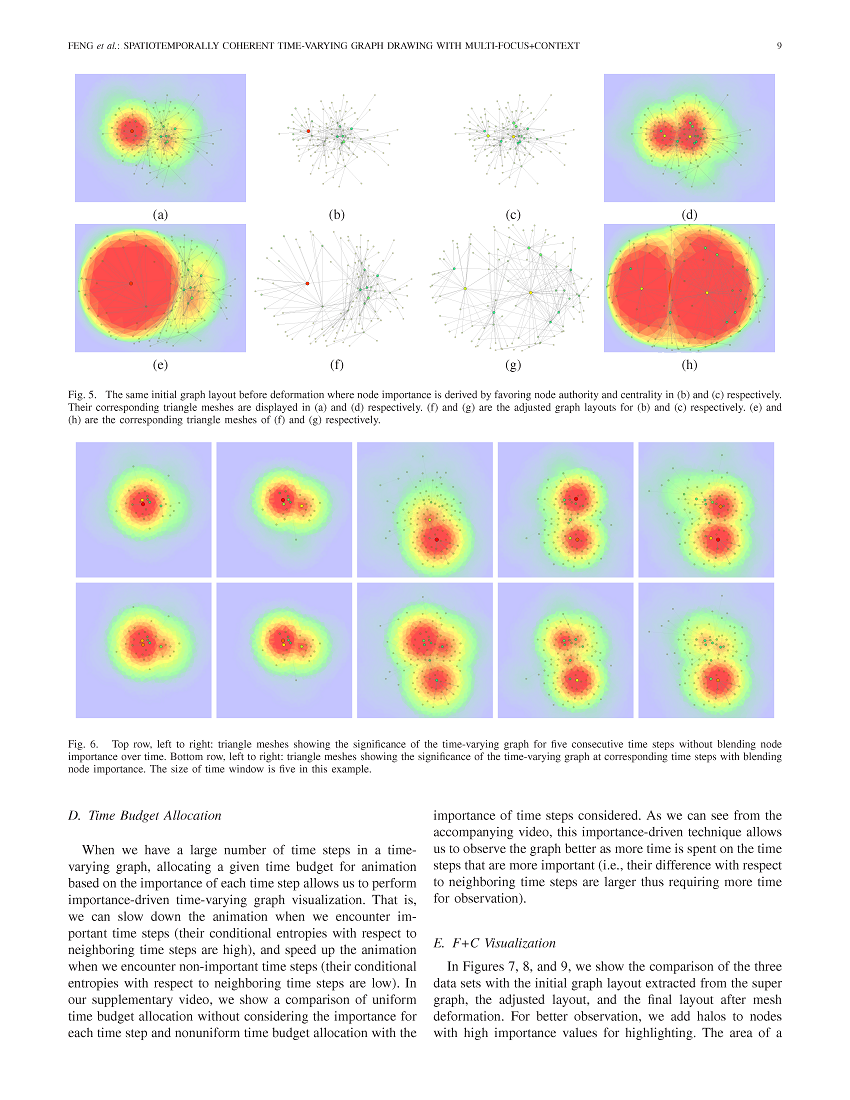 FENG et al.: SPATIOTEMPORALLY COHERENT TIME-VARYING GRAPH DRAWING WITH MULTI-FOCUS+CONTEXT 9
(a) (b) (c) (d)
(e) (f) (g) (h)
Fig. 5. The same initial graph layout before deformation where node importance is derived by favoring node authority and centrality in (b) and (c) respectively.
Their corresponding triangle meshes are displayed in (a) and (d) respectively. (f) and (g) are the adjusted graph layouts for (b) and (c) respectively. (e) and
(h) are the corresponding triangle meshes of (f) and (g) respectively.
Fig. 6. Top row, left to right: triangle meshes showing the significance of the time-varying graph for five consecutive time steps without blending node
importance over time. Bottom row, left to right: triangle meshes showing the significance of the time-varying graph at corresponding time steps with blending
node importance. The size of time window is five in this example.
D. Time Budget Allocation
When we have a large number of time steps in a time-
varying graph, allocating a given time budget for animation
based on the importance of each time step allows us to perform
importance-driven time-varying graph visualization. That is,
we can slow down the animation when we encounter im-
portant time steps (their conditional entropies with respect to
neighboring time steps are high), and speed up the animation
when we encounter non-important time steps (their conditional
entropies with respect to neighboring time steps are low). In
our supplementary video, we show a comparison of uniform
time budget allocation without considering the importance for
each time step and nonuniform time budget allocation with the
importance of time steps considered. As we can see from the
accompanying video, this importance-driven technique allows
us to observe the graph better as more time is spent on the time
steps that are more important (i.e., their difference with respect
to neighboring time steps are larger thus requiring more time
for observation).
E. F+C Visualization
In Figures 7, 8, and 9, we show the comparison of the three
data sets with the initial graph layout extracted from the super
graph, the adjusted layout, and the final layout after mesh
deformation. For better observation, we add halos to nodes
with high importance values for highlighting. The area of a